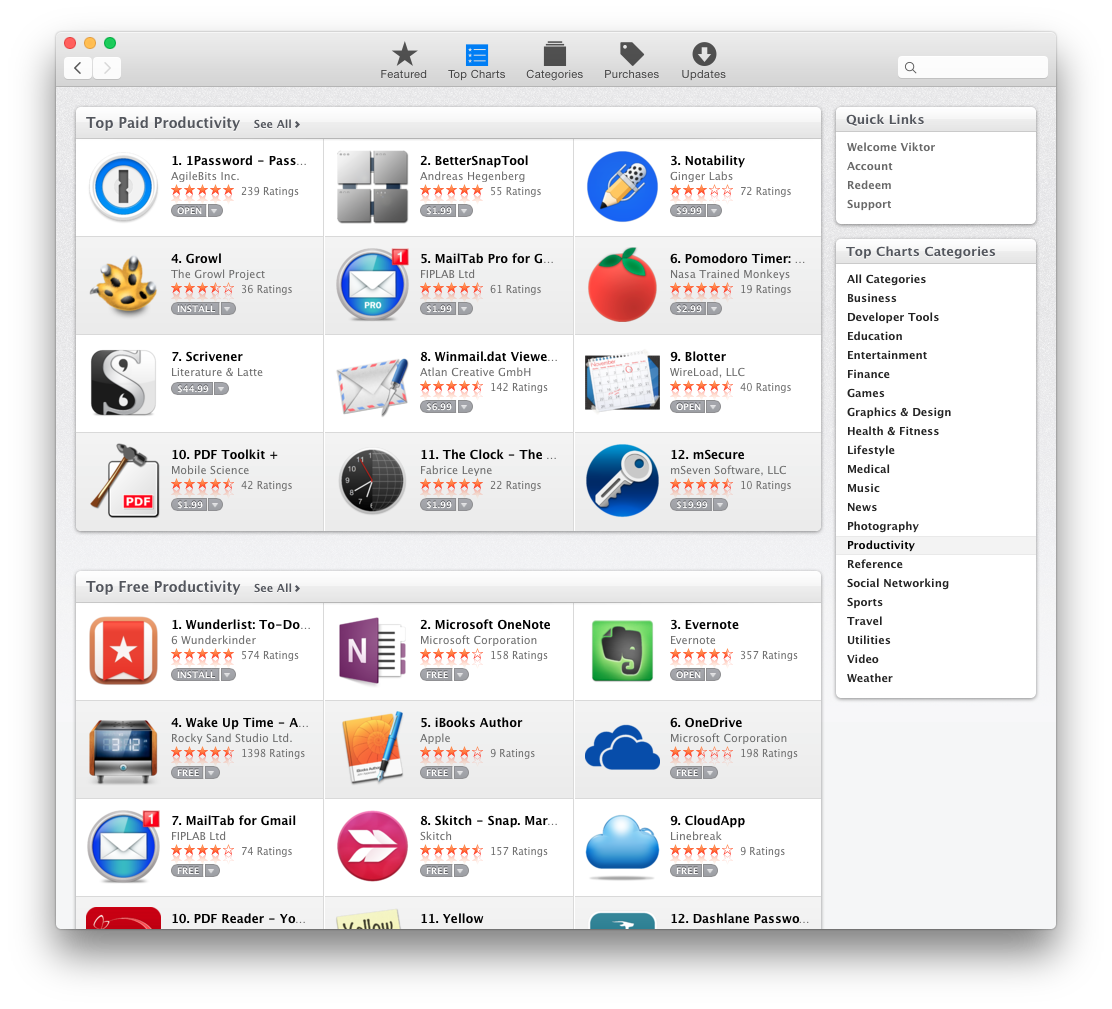 Featured
Top Charts
Categories
Purchases
Updates
Top Paid Productivity See All ›
1. 1Password – Pass…
AgileBits Inc.
239 Ratings
OPEN
2. BetterSnapTool
Andreas Hegenberg
55 Ratings
$1.99
3. Notability
Ginger Labs
72 Ratings
$9.99
4. Growl
The Growl Project
36 Ratings
INSTALL
1
PRO
5. MailTab Pro for G…
FIPLAB Ltd
61 Ratings
$1.99
6. Pomodoro Timer: …
Nasa Trained Monkeys
19 Ratings
$2.99
S
7. Scrivener
Literature & Latte
$44.99
8. Winmail.dat Viewe…
Atlan Creative GmbH
142 Ratings
$6.99
November
9. Blotter
WireLoad, LLC
40 Ratings
OPEN
PDF
10. PDF Toolkit +
Mobile Science
42 Ratings
$1.99
11. The Clock – The …
Fabrice Leyne
22 Ratings
$1.99
12. mSecure
mSeven Software, LLC
10 Ratings
$19.99
Top Free Productivity See All ›
1. Wunderlist: To-Do…
6 Wunderkinder
574 Ratings
INSTALL
N
2. Microsoft OneNote
Microsoft Corporation
158 Ratings
FREE
3. Evernote
Evernote
357 Ratings
OPEN
3:12
4. Wake Up Time – A…
Rocky Sand Studio Ltd.
1398 Ratings
FREE
iBooks Author
5. iBooks Author
Apple
9 Ratings
FREE
6. OneDrive
Microsoft Corporation
198 Ratings
FREE
1
7. MailTab for Gmail
FIPLAB Ltd
74 Ratings
FREE
8. Skitch – Snap. Mar…
Skitch
157 Ratings
FREE
9. CloudApp
Linebreak
9 Ratings
FREE
10. PDF Reader – Yo…
Yellow
11. Yellow
12. Dashlane Passwo…
Quick Links
Welcome Viktor
Account
Redeem
Support
Top Charts Categories
All Categories
Business
Developer Tools
Education
Entertainment
Finance
Games
Graphics & Design
Health & Fitness
Lifestyle
Medical
Music
News
Photography
Productivity
Reference
Social Networking
Sports
Travel
Utilities
Video
Weather